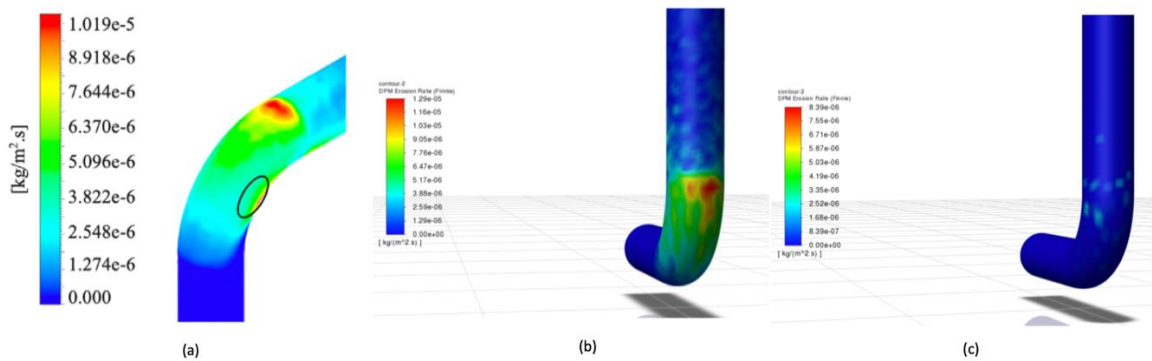 [kg/m².s]
1.019e-5
8.918e-6
7.644e-6
6.370e-6
5.096e-6
3.822e-6
2.548e-6
1.274e-6
0.000
(a)
contour-2
DPM Erosion Rate (Finnie)
1.29e-05
1.16e-05
1.03e-05
9.05e-06
7.76e-06
6.47e-06
5.17e-06
3.88e-06
2.59e-06
1.29e-06
0.00e+00
[ kg/(m^2 s) ]
(b)
contour-2
DPM Erosion Rate (Finnie)
8.39e-06
7.55e-06
6.71e-06
5.87e-06
5.03e-06
4.19e-06
3.35e-06
2.52e-06
1.68e-06
8.39e-07
0.00e+00
[ kg/(m^2 s) ]
(c)